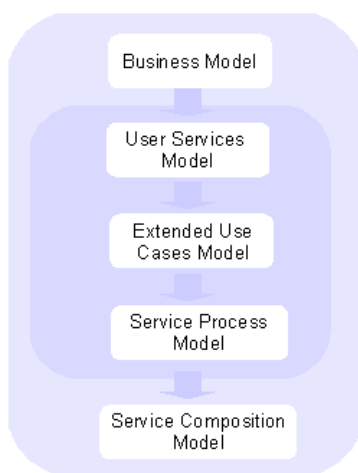 Business Model
User Services
Model
Extended Use
Cases Model
Service Process
Model
Service Composition
Model